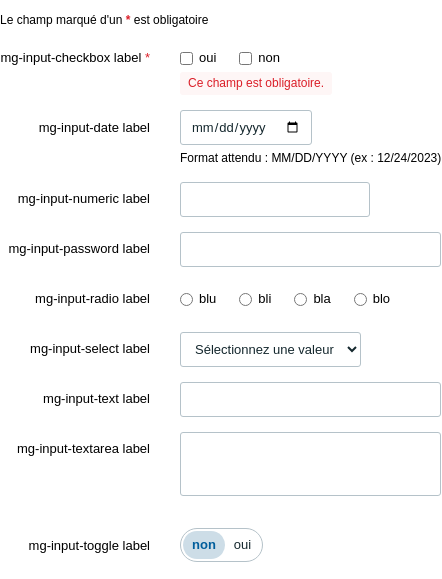 Le champ marqué d'un * est obligatoire
mg-input-checkbox label * oui non
Ce champ est obligatoire.
mg-input-date label mm/dd/yyyy
Format attendu : MM/DD/YYYY (ex : 12/24/2023)
mg-input-numeric label
mg-input-password label
mg-input-radio label blu bli bla blo
mg-input-select label Sélectionnez une valeur
mg-input-text label
mg-input-textarea label
mg-input-toggle label non oui